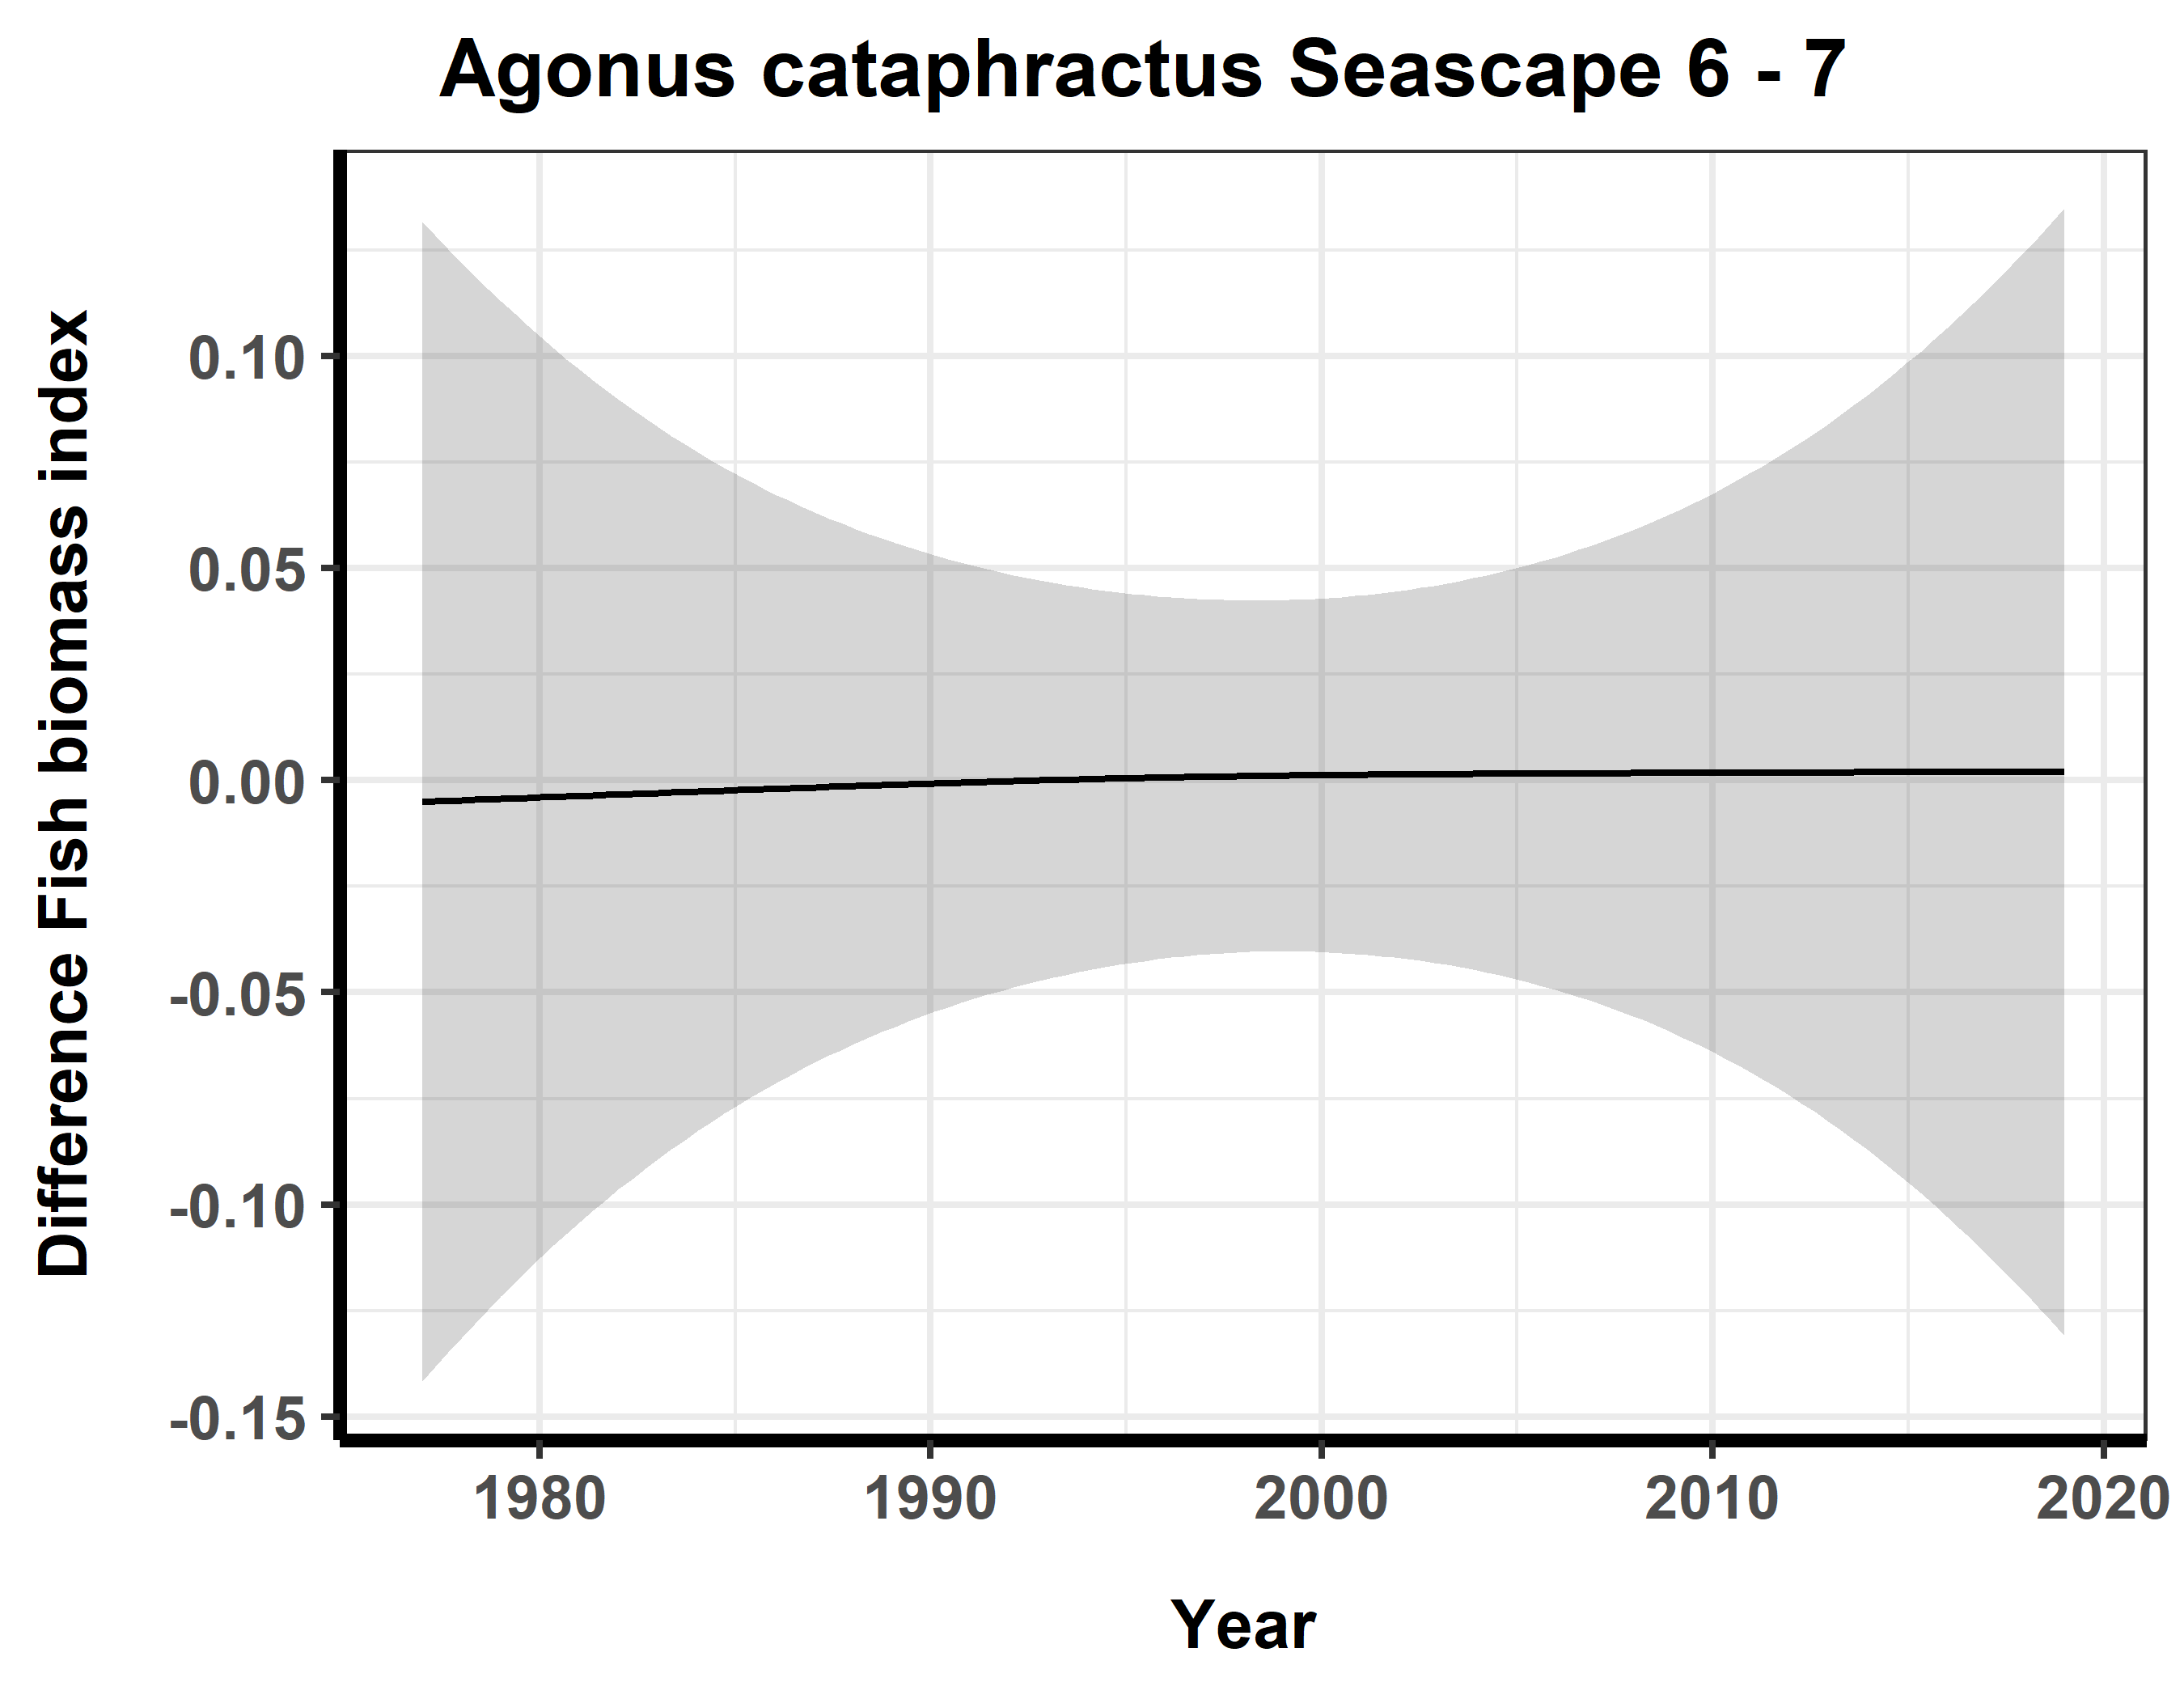 Agonus cataphractus Seascape 6 - 7
Difference Fish biomass index
0.10
0.05
0.00
-0.05
-0.10
-0.15
1980 1990 2000 2010 2020
Year